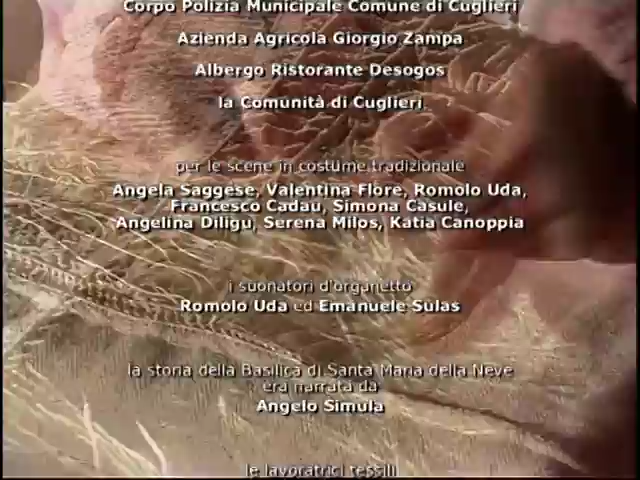 Corpo Polizia Municipale Comune di Cuglieri
Azienda Agricola Giorgio Zampa
Albergo Ristorante Desogos
la Comunità di Cuglieri
per le scene in costume tradizionale
Angela Saggese, Valentina Flore, Romolo Uda,
Francesco Cadau, Simona Casule,
Angelina Diligu, Serena Milos, Katia Canoppia
i suonatori d'organetto
Romolo Uda ed Emanuele Sulas
la storia della Basilica di Santa Maria della Neve
era narrata da
Angelo Simula
le lavoratrici tessili